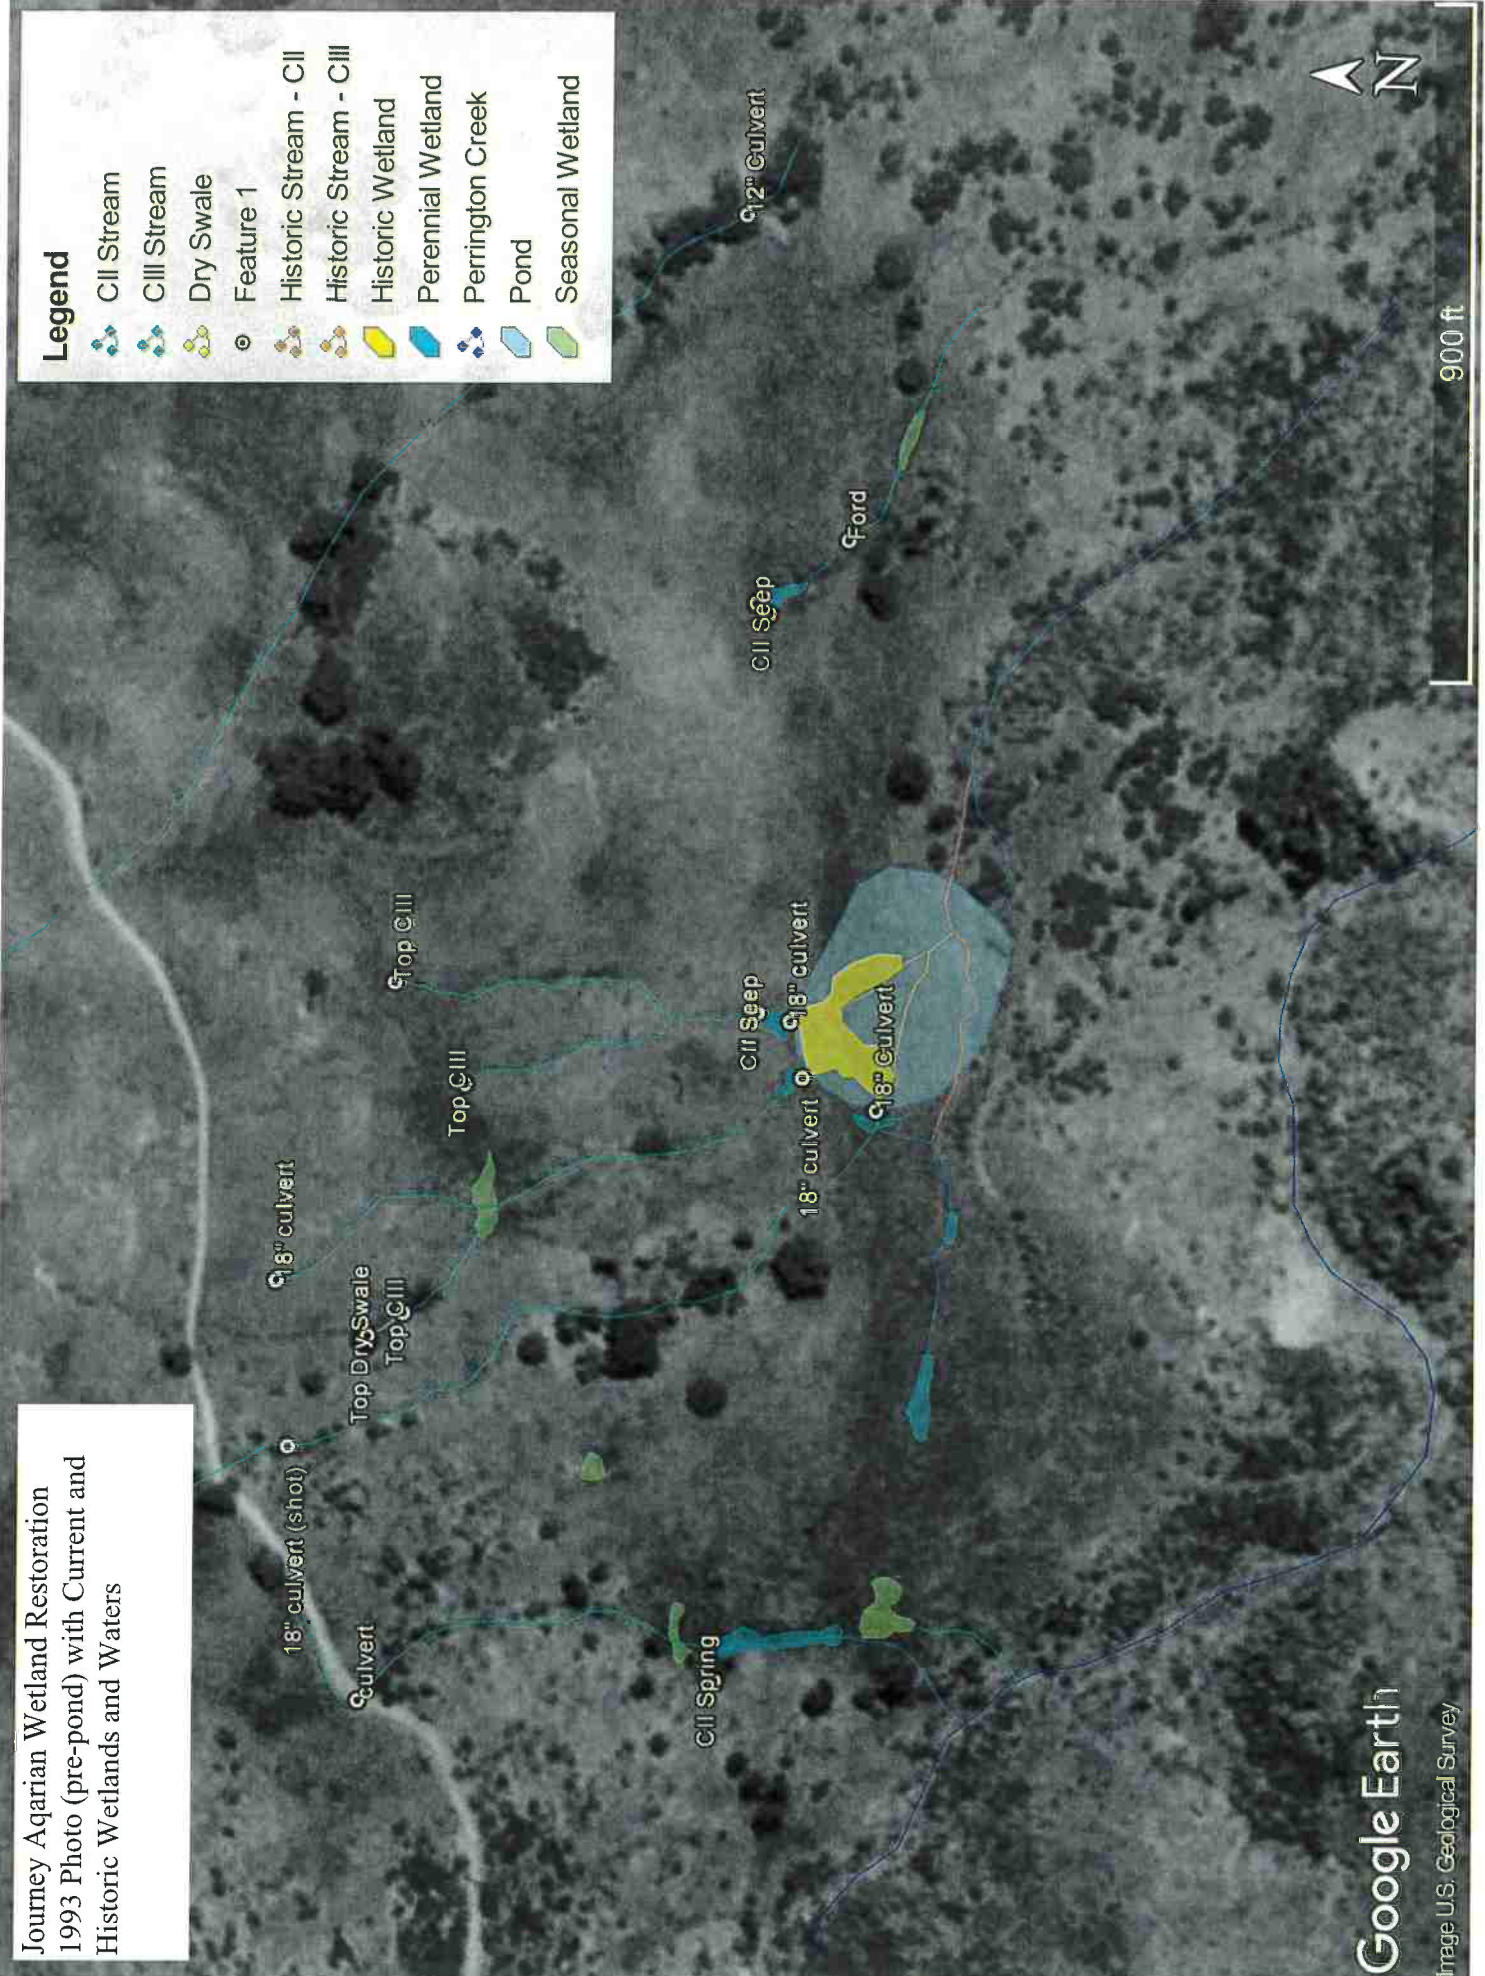 Journey Aqarian Wetland Restoration
1993 Photo (pre-pond) with Current and
Historic Wetlands and Waters
Legend
CII Stream
CIII Stream
Dry Swale
Feature 1
Historic Stream - CII
Historic Stream - CIII
Historic Wetland
Perennial Wetland
Perrington Creek
Pond
Seasonal Wetland
18" culvert (shot)
culvert
18" culvert
Top Dry Swale
Top CIII
Top CIII
Top CIII
12" Culvert
CII Spring
18" culvert
CII Seep
18" culvert
18" Culvert
CII Seep
Ford
N
900 ft
Google Earth
Image U.S. Geological Survey